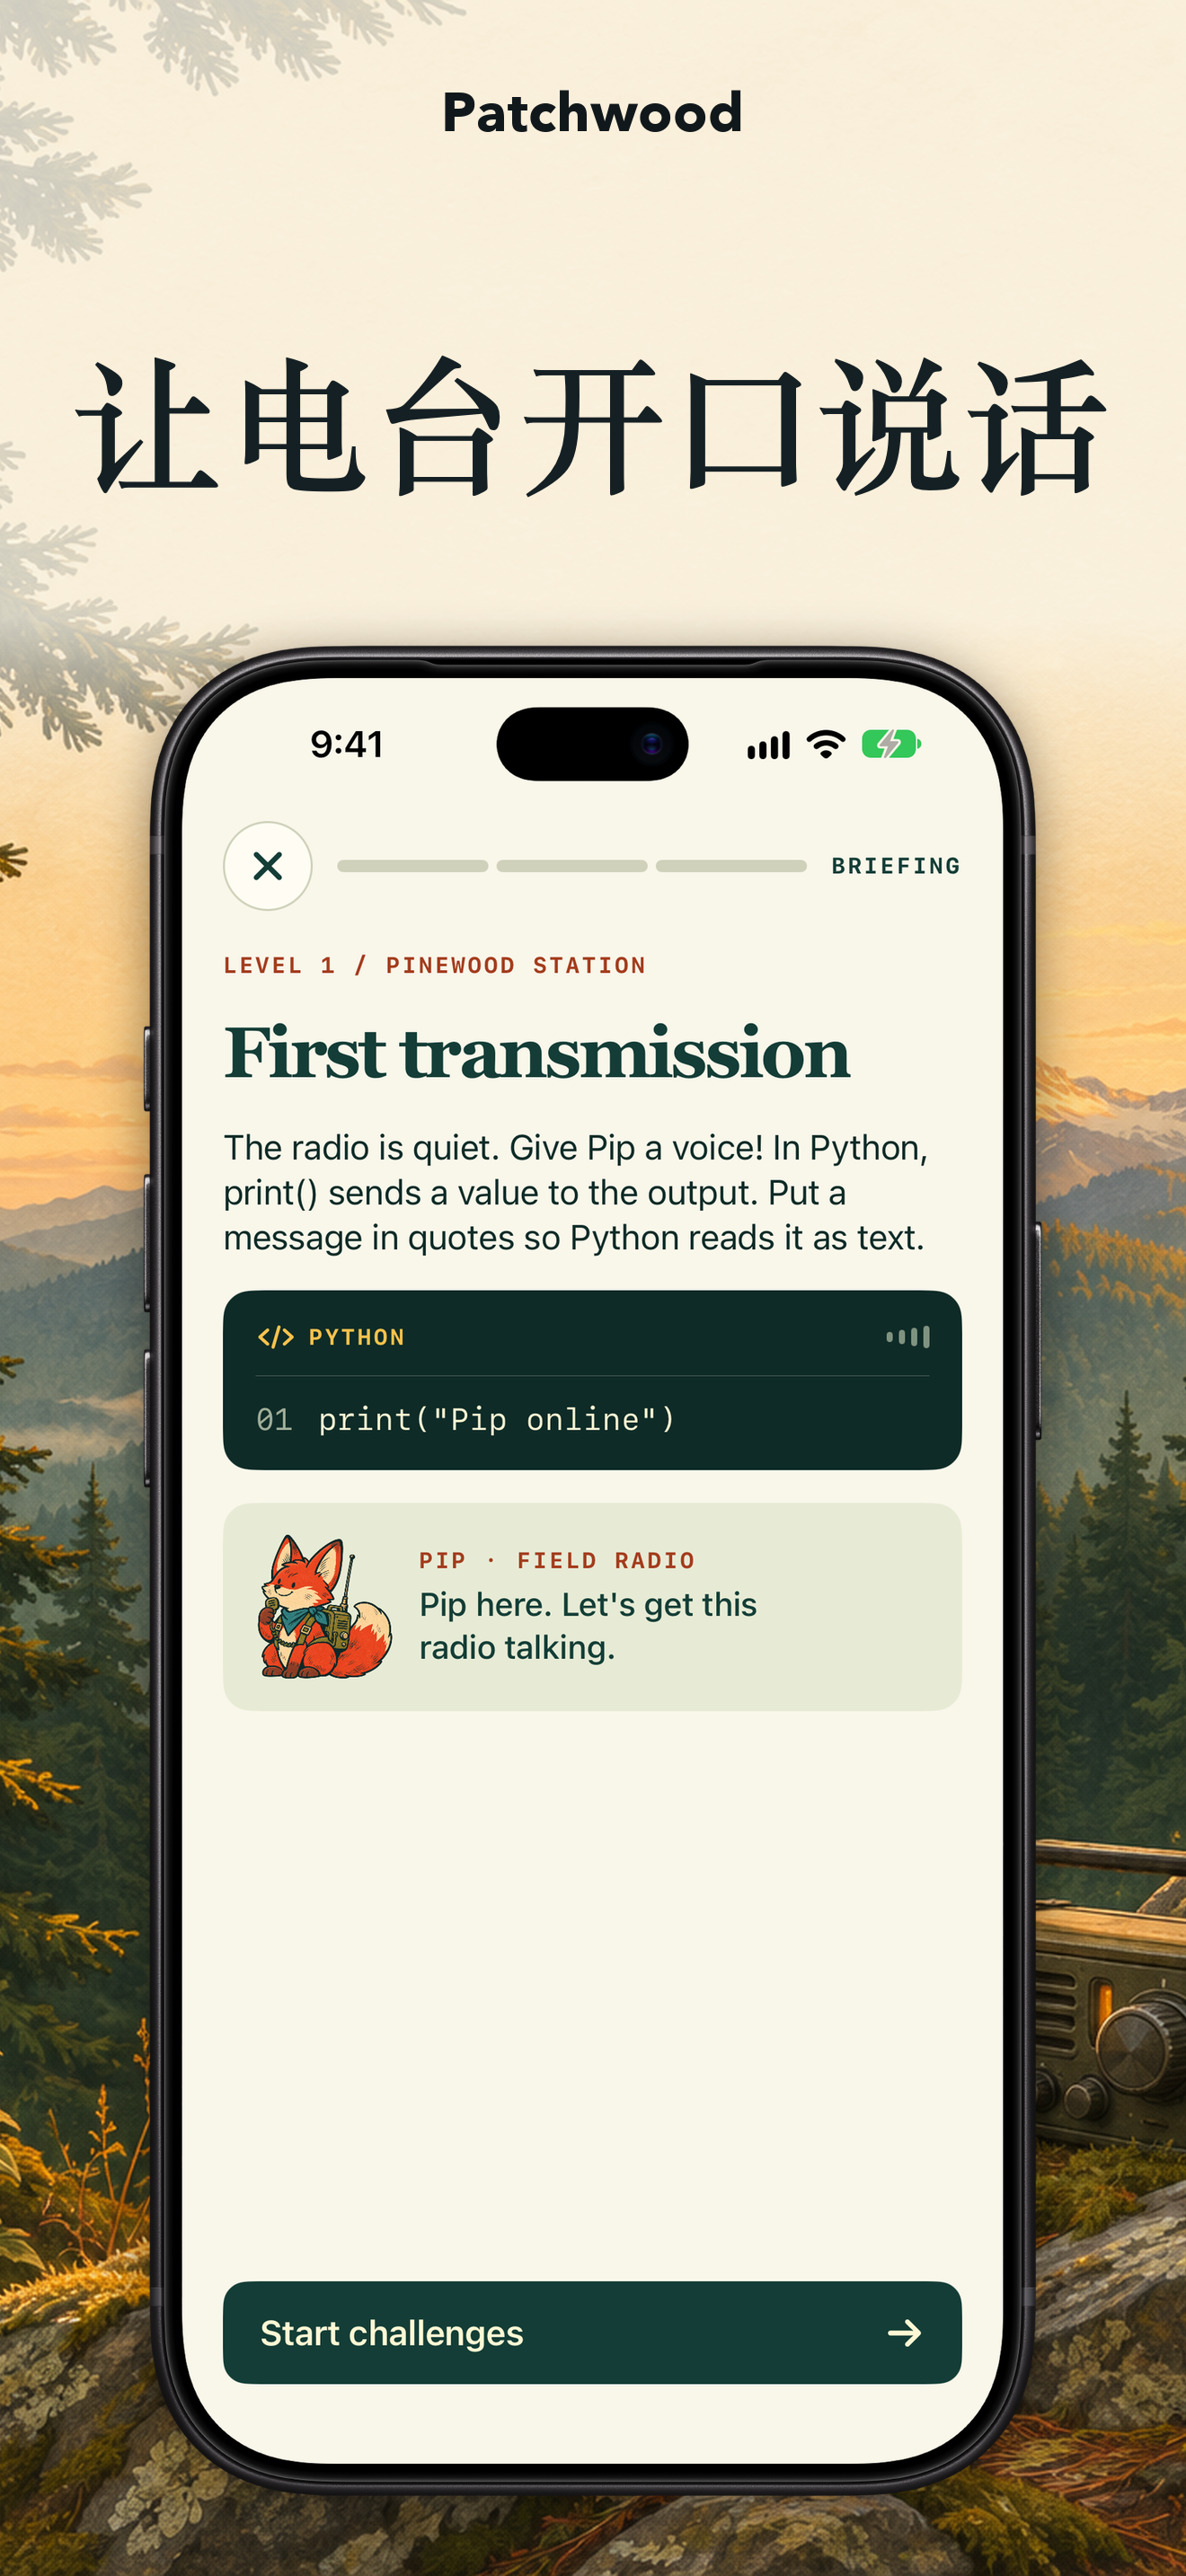 Patchwood
让电台开口说话
9:41
BRIEFING
LEVEL 1 / PINEWOOD STATION
First transmission
The radio is quiet. Give Pip a voice! In Python,
print() sends a value to the output. Put a
message in quotes so Python reads it as text.
</> PYTHON
01 print("Pip online")
PIP · FIELD RADIO
Pip here. Let's get this
radio talking.
Start challenges